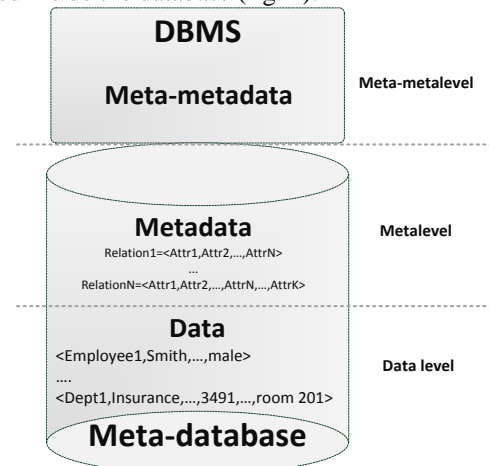 DBMS
Meta-metadata
Meta-metalevel
Metadata
Relation1=<Attr1,Attr2,…,AttrN>
...
RelationN=<Attr1,Attr2,…,AttrN,…,AttrK>
Metalevel
Data
<Employee1,Smith,…,male>
….
<Dept1,Insurance,…,3491,…,room 201>
Data level
Meta-database